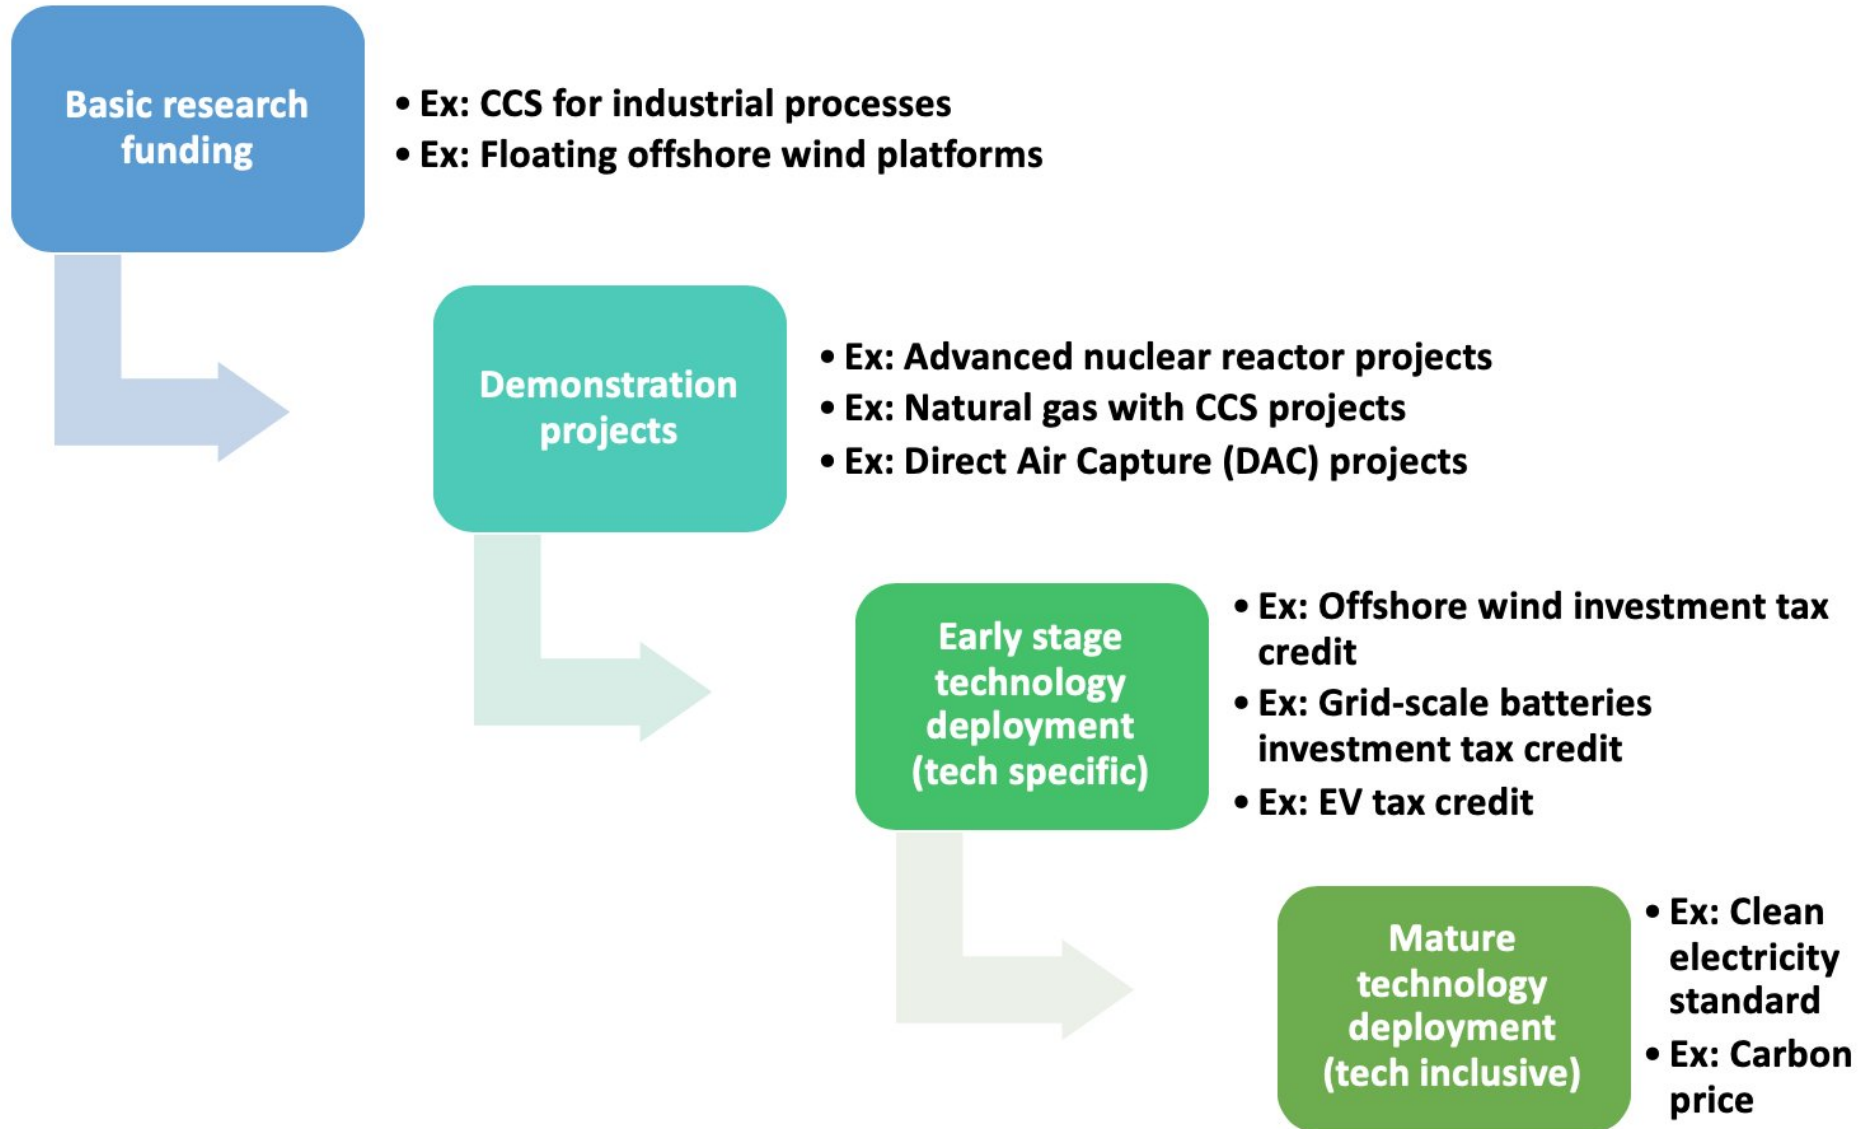 Basic research
funding
• Ex: CCS for industrial processes
• Ex: Floating offshore wind platforms
Demonstration
projects
• Ex: Advanced nuclear reactor projects
• Ex: Natural gas with CCS projects
• Ex: Direct Air Capture (DAC) projects
Early stage
technology
deployment
(tech specific)
• Ex: Offshore wind investment tax
credit
• Ex: Grid-scale batteries
investment tax credit
• Ex: EV tax credit
Mature
technology
deployment
(tech inclusive)
• Ex: Clean
electricity
standard
• Ex: Carbon
price